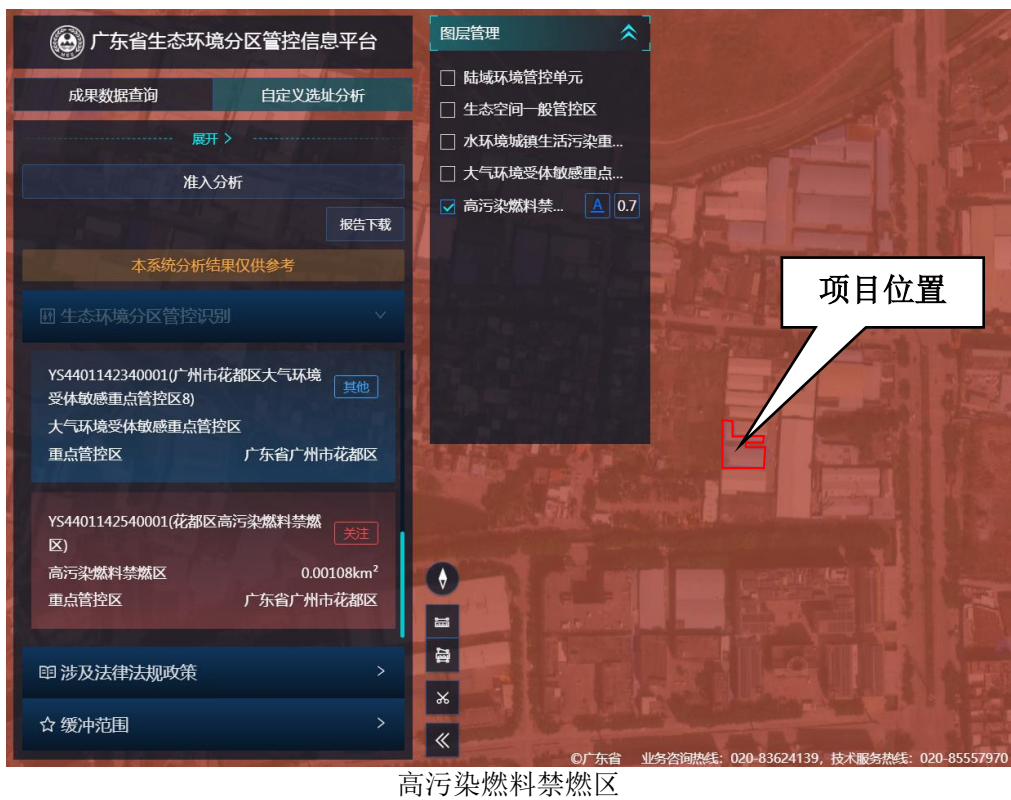 广东省生态环境分区管控信息平台
成果数据查询
自定义选址分析
展开 >
准入分析
报告下载
本系统分析结果仅供参考
生态环境分区管控识别
YS4401142340001(广州市花都区大气环境
受体敏感重点管控区8)
其他
大气环境受体敏感重点管控区
重点管控区 广东省广州市花都区
YS4401142540001(花都区高污染燃料禁燃
区)
关注
高污染燃料禁燃区 0.00108km²
重点管控区 广东省广州市花都区
涉及法律法规政策
缓冲范围
图层管理
陆域环境管控单元
生态空间一般管控区
水环境城镇生活污染重...
大气环境受体敏感重点...
高污染燃料禁... A 0.7
项目位置
©广东省 业务咨询热线：020-83624139，技术服务热线：020-85557970
高污染燃料禁燃区